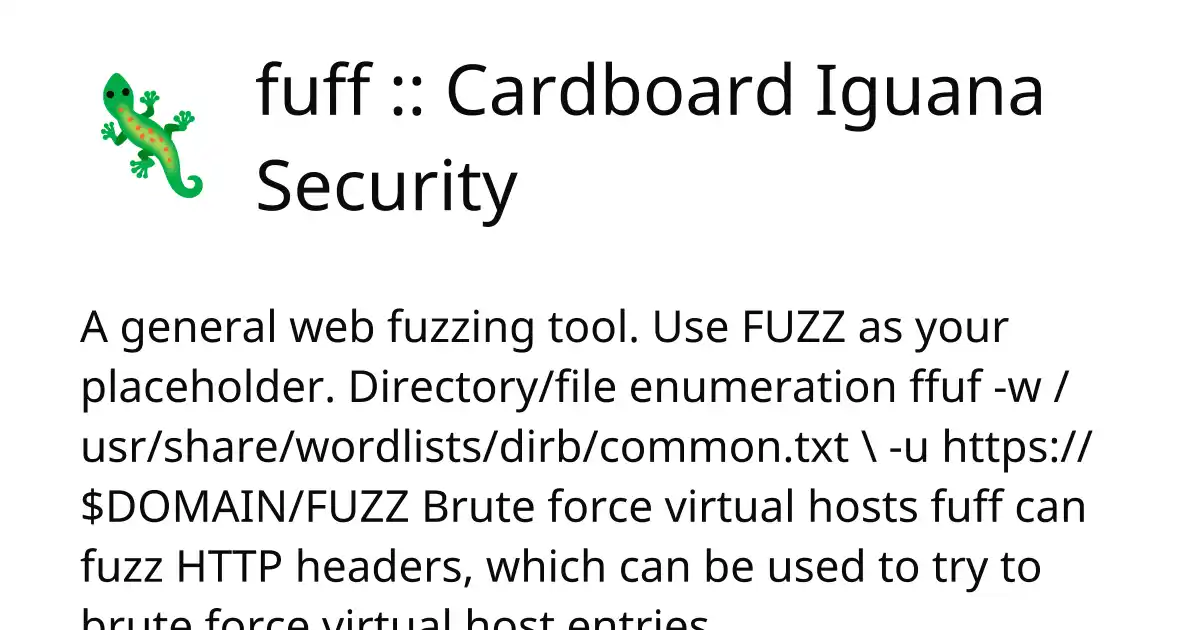 fuff :: Cardboard Iguana
Security
A general web fuzzing tool. Use FUZZ as your
placeholder. Directory/file enumeration ffuf -w /
usr/share/wordlists/dirb/common.txt \ -u https://
$DOMAIN/FUZZ Brute force virtual hosts fuff can
fuzz HTTP headers, which can be used to try to
brute force virtual host entries